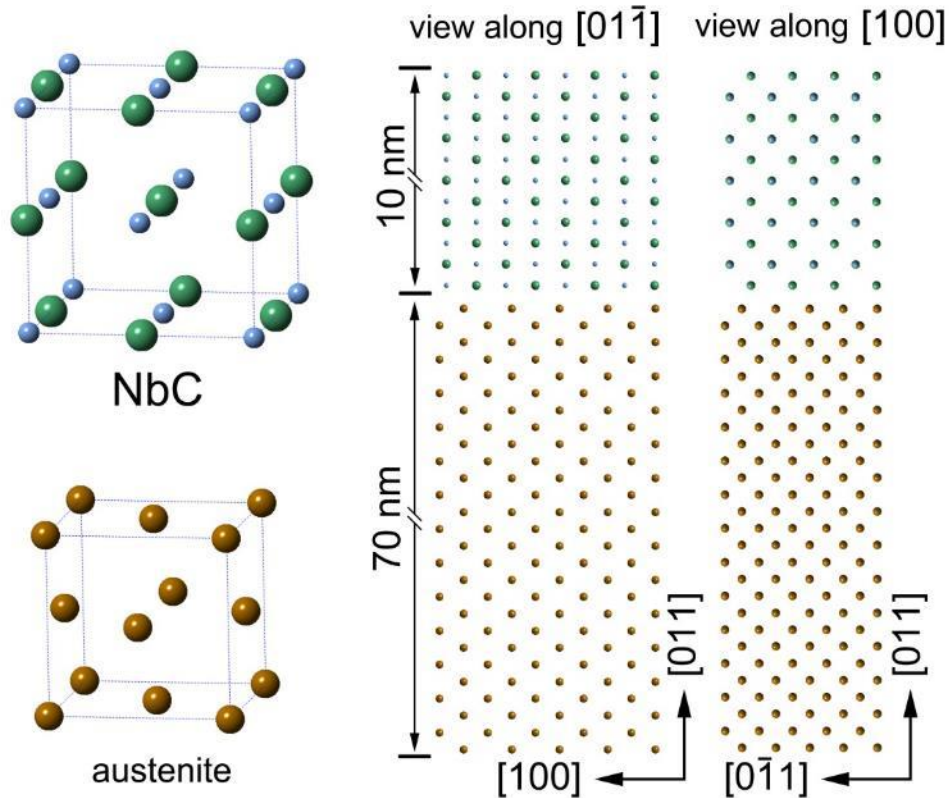 view along [011̅]
view along [100]
10 nm
NbC
70 nm
[011]
[011]
austenite
[100]
[01̅1]